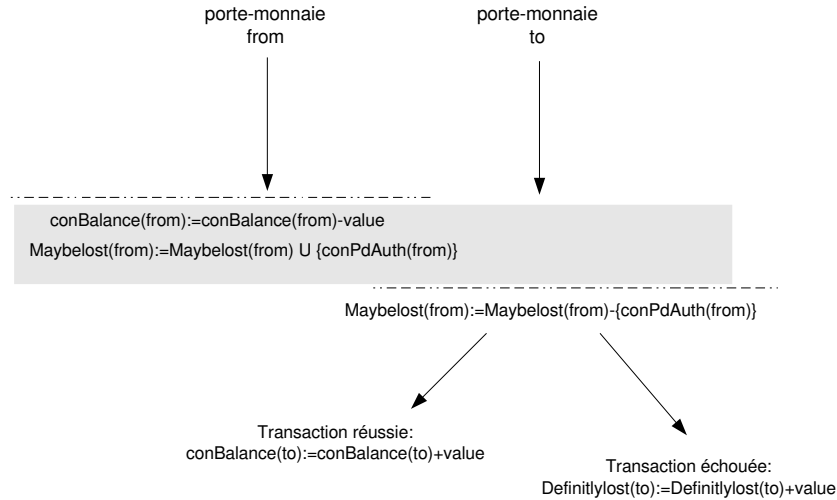 porte-monnaie
from
porte-monnaie
to
conBalance(from):=conBalance(from)-value
Maybelost(from):=Maybelost(from) U {conPdAuth(from)}
Maybelost(from):=Maybelost(from)-{conPdAuth(from)}
Transaction réussie:
conBalance(to):=conBalance(to)+value
Transaction échouée:
Definitlylost(to):=Definitlylost(to)+value